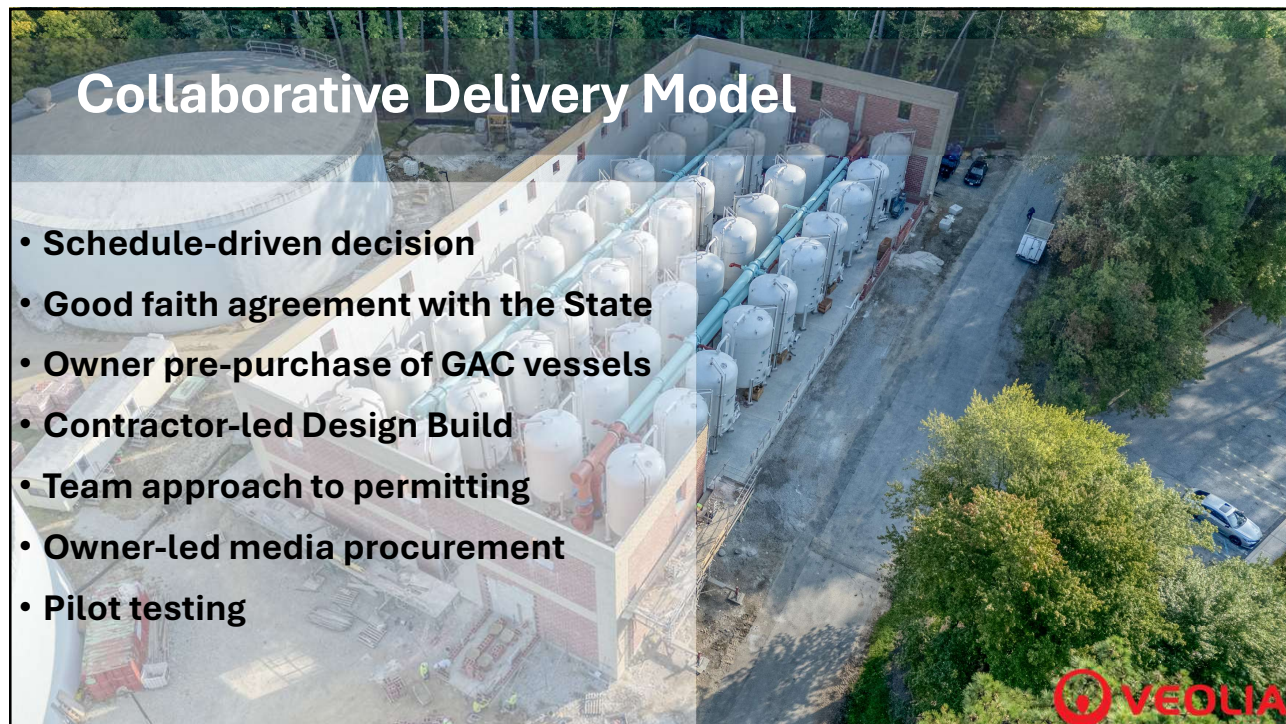 Collaborative Delivery Model
• Schedule-driven decision
• Good faith agreement with the State
• Owner pre-purchase of GAC vessels
• Contractor-led Design Build
• Team approach to permitting
• Owner-led media procurement
• Pilot testing
VEOLIA